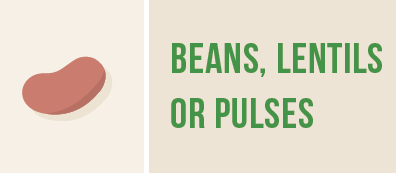 BEANS, LENTILS
OR PULSES